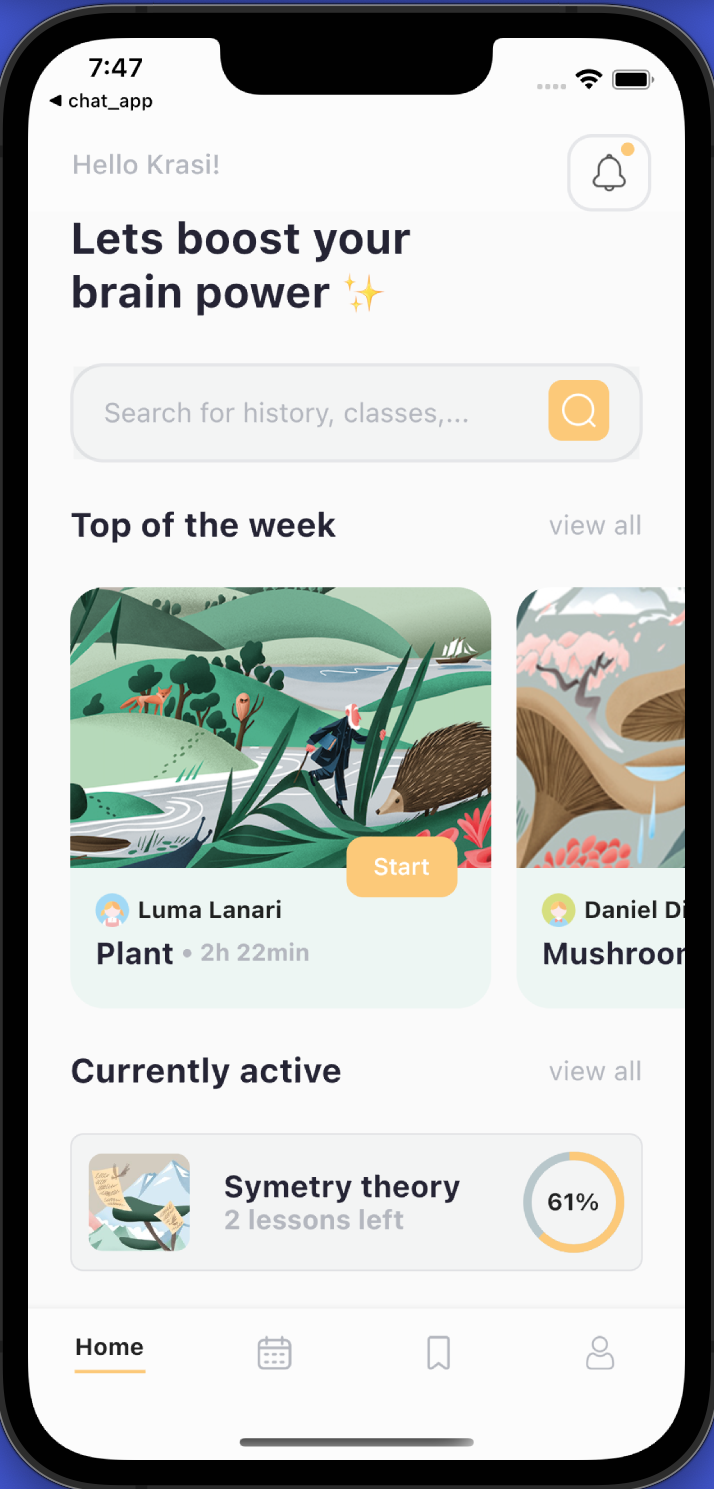 7:47
◀ chat_app
Hello Krasi!
Lets boost your
brain power ✨
Search for history, classes,...
Top of the week
view all
Start
Luma Lanari
Plant • 2h 22min
Daniel Di
Mushroom
Currently active
view all
Symetry theory
2 lessons left
61%
Home